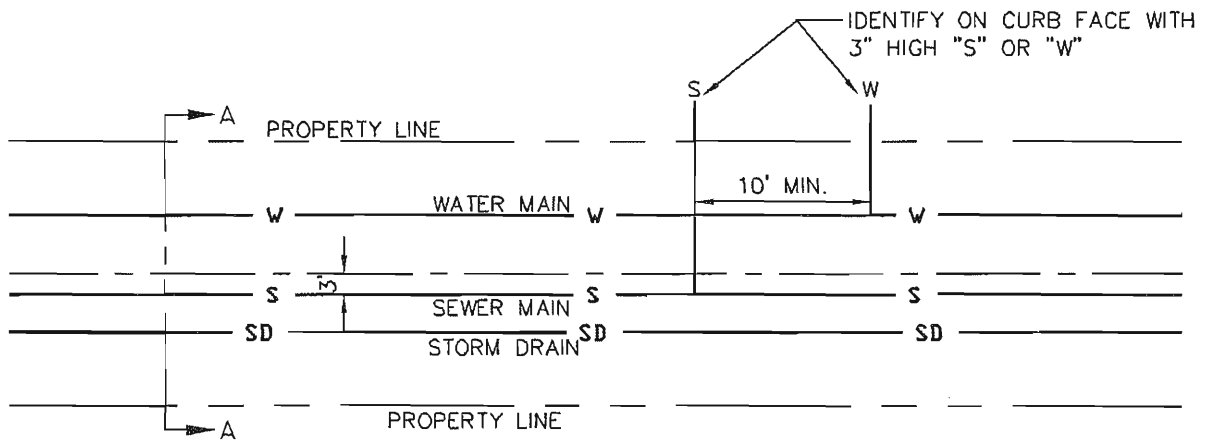 IDENTIFY ON CURB FACE WITH
3" HIGH "S" OR "W"
S W
A
PROPERTY LINE
10' MIN.
WATER MAIN
W W W
3'
S S S
SEWER MAIN
SD SD SD
STORM DRAIN
PROPERTY LINE
A